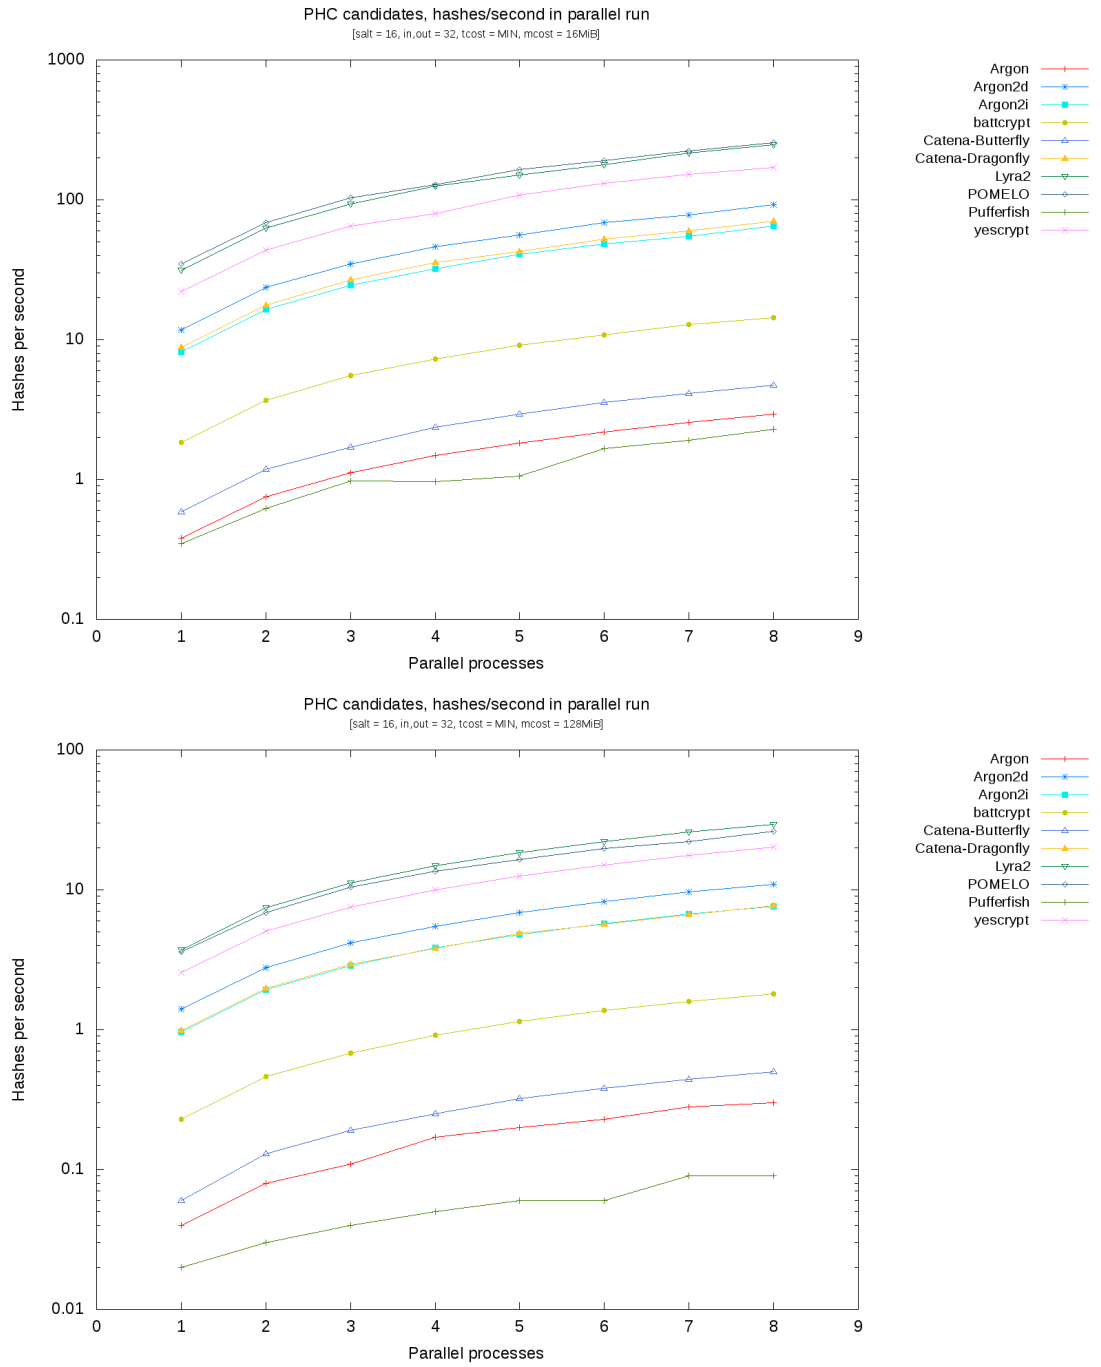 PHC candidates, hashes/second in parallel run
[salt = 16, in,out = 32, tcost = MIN, mcost = 16MiB]
1000
100
10
1
0.1
0 1 2 3 4 5 6 7 8 9
Hashes per second
Parallel processes
Argon
Argon2d
Argon2i
battcrypt
Catena-Butterfly
Catena-Dragonfly
Lyra2
POMELO
Pufferfish
yescrypt
PHC candidates, hashes/second in parallel run
[salt = 16, in,out = 32, tcost = MIN, mcost = 128MiB]
100
10
1
0.1
0.01
0 1 2 3 4 5 6 7 8 9
Hashes per second
Parallel processes
Argon
Argon2d
Argon2i
battcrypt
Catena-Butterfly
Catena-Dragonfly
Lyra2
POMELO
Pufferfish
yescrypt